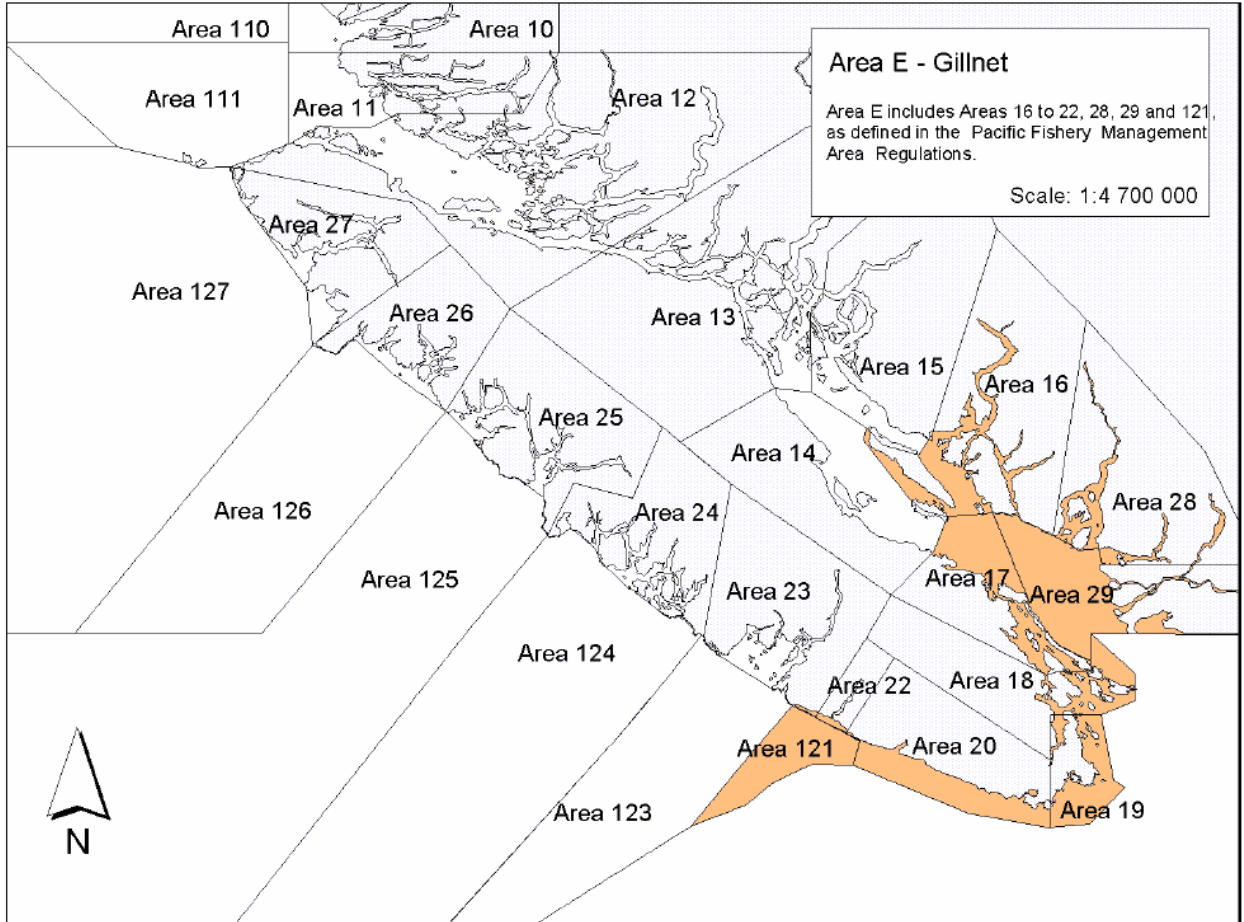 Area 110
Area 10
Area E - Gillnet
Area 111
Area 11
Area 12
Area E includes Areas 16 to 22, 28, 29 and 121,
as defined in the Pacific Fishery Management
Area Regulations.
Scale: 1:4 700 000
Area 27
Area 127
Area 26
Area 13
Area 15
Area 16
Area 25
Area 14
Area 28
Area 126
Area 24
Area 125
Area 17
Area 23
Area 29
Area 124
Area 22
Area 18
Area 121
Area 20
Area 123
Area 19
N